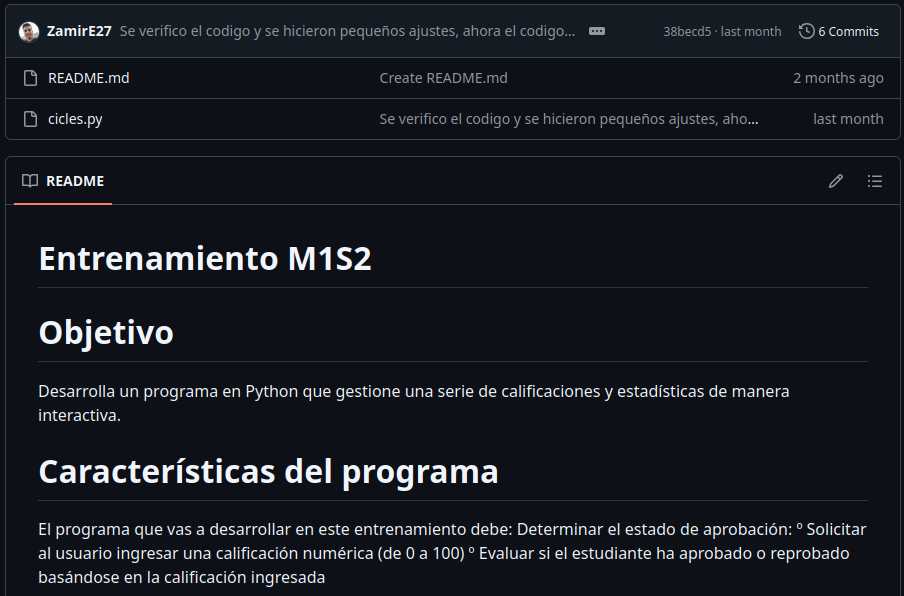 ZamirE27 Se verifico el codigo y se hicieron pequeños ajustes, ahora el codigo... 38becd5 · last month 6 Commits
README.md Create README.md 2 months ago
cicles.py Se verifico el codigo y se hicieron pequeños ajustes, aho... last month
README
Entrenamiento M1S2
Objetivo
Desarrolla un programa en Python que gestione una serie de calificaciones y estadísticas de manera
interactiva.
Características del programa
El programa que vas a desarrollar en este entrenamiento debe: Determinar el estado de aprobación: º Solicitar
al usuario ingresar una calificación numérica (de 0 a 100) º Evaluar si el estudiante ha aprobado o reprobado
basándose en la calificación ingresada